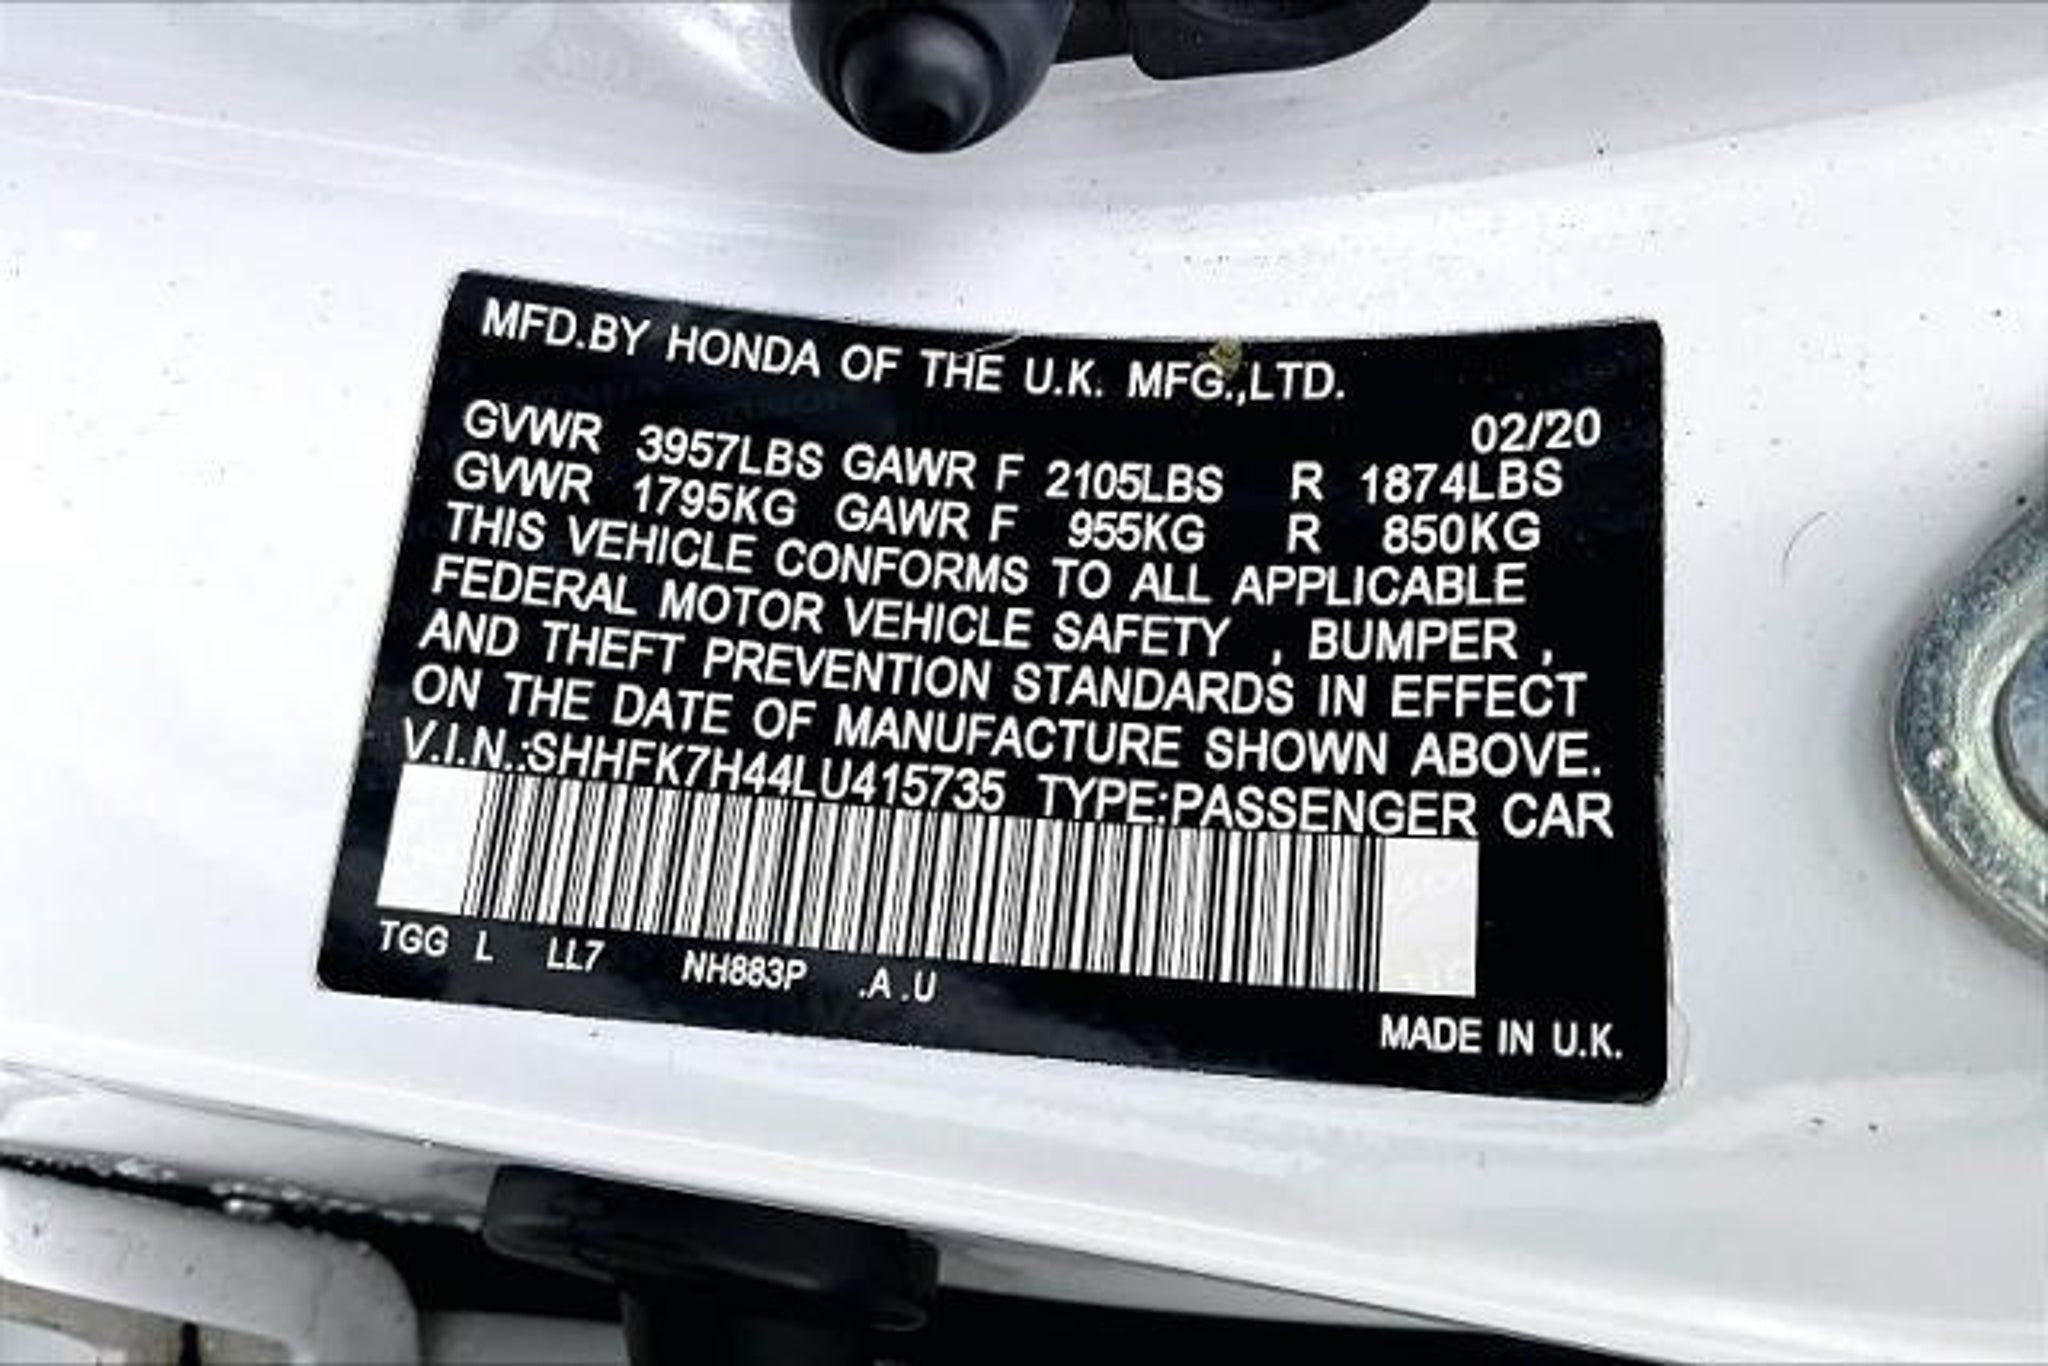 MFD.BY HONDA OF THE U.K. MFG.,LTD.
02/20
GVWR 3957LBS GAWR F 2105LBS R 1874LBS
GVWR 1795KG GAWR F 955KG R 850KG
THIS VEHICLE CONFORMS TO ALL APPLICABLE
FEDERAL MOTOR VEHICLE SAFETY , BUMPER ,
AND THEFT PREVENTION STANDARDS IN EFFECT
ON THE DATE OF MANUFACTURE SHOWN ABOVE.
V.I.N.:SHHFK7H44LU415735 TYPE:PASSENGER CAR
TGG L LL7 NH883P .A .U
MADE IN U.K.